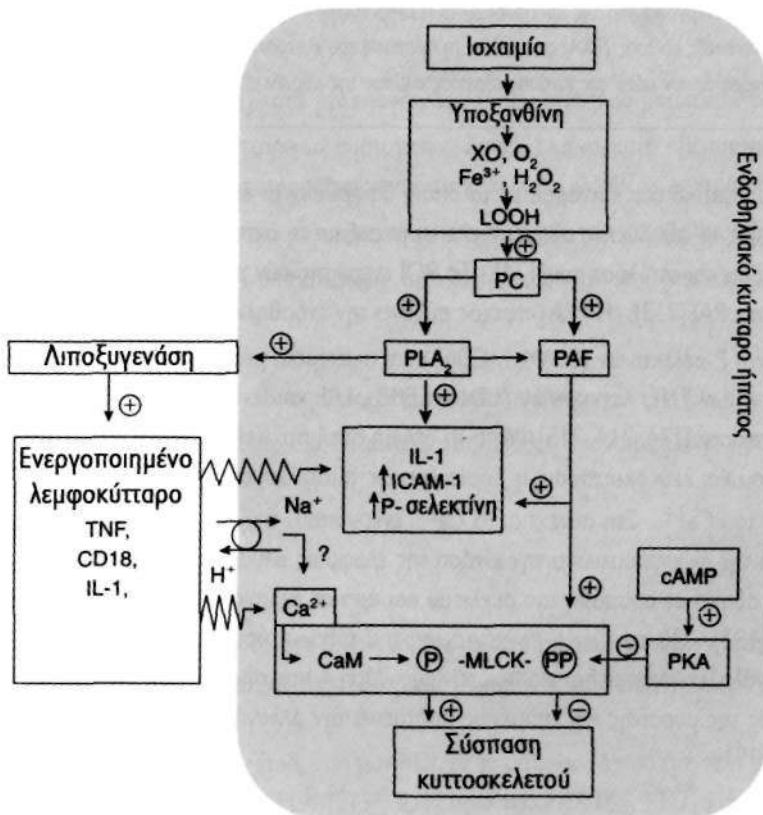 Ισχαιμία
Υποξανθίνη
XO, O₂
Fe³⁺, H₂O₂
LOOH
⊕
PC
⊕ ⊕
Λιποξυγενάση ⊕ PLA₂ PAF
⊕ ⊕
Ενεργοποιημένο
λεμφοκύτταρο
TNF,
CD18,
IL-1,
IL-1
↑ICAM-1
↑P- σελεκτίνη
⊕
Na⁺
H⁺
?
⊕
cAMP
⊕
Ca²⁺
CaM → Ⓟ -MLCK- PP
⊖ PKA
⊕ ⊖
Σύσπαση
κυττοσκελετού
Ενδοθηλιακό κύτταρο ήπατος